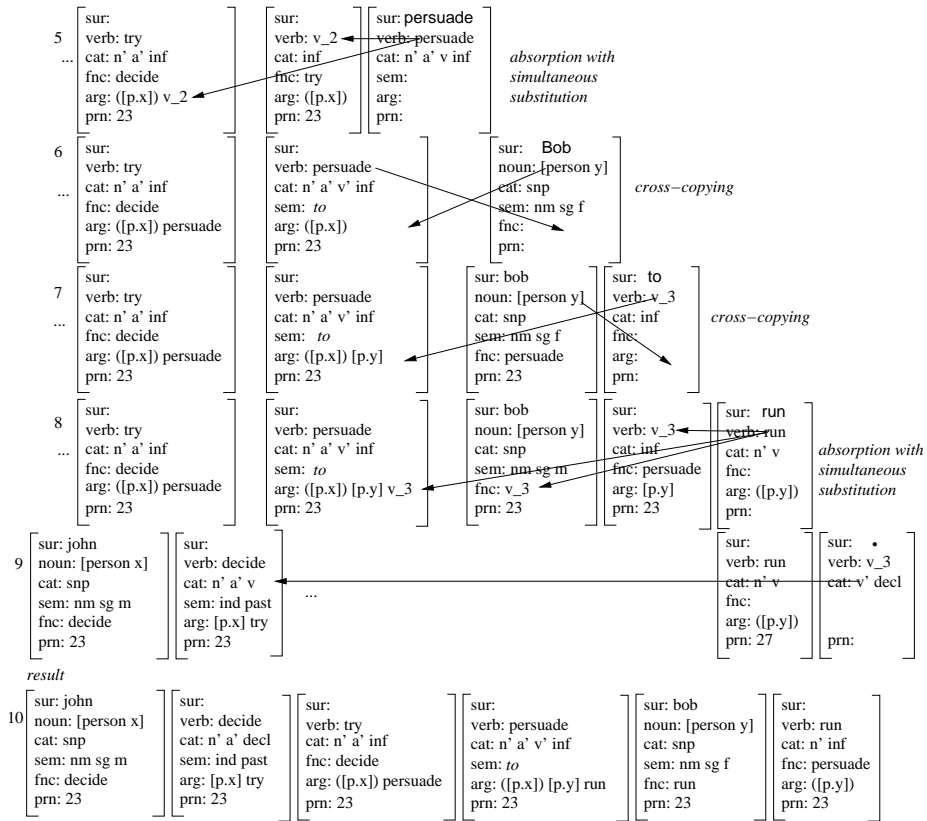 5
...
sur:
verb: try
cat: n' a' inf
fnc: decide
arg: ([p.x]) v_2
prn: 23
sur:
verb: v_2
cat: inf
fnc: try
arg: ([p.x])
prn: 23
sur: persuade
verb: persuade
cat: n' a' v inf
sem:
arg:
prn:
absorption with
simultaneous
substitution
6
...
sur:
verb: try
cat: n' a' inf
fnc: decide
arg: ([p.x]) persuade
prn: 23
sur:
verb: persuade
cat: n' a' v' inf
sem: to
arg: ([p.x])
prn: 23
sur: Bob
noun: [person y]
cat: snp
sem: nm sg f
fnc:
prn:
cross−copying
7
...
sur:
verb: try
cat: n' a' inf
fnc: decide
arg: ([p.x]) persuade
prn: 23
sur:
verb: persuade
cat: n' a' v' inf
sem: to
arg: ([p.x]) [p.y]
prn: 23
sur: bob
noun: [person y]
cat: snp
sem: nm sg f
fnc: persuade
prn: 23
sur: to
verb: v_3
cat: inf
fnc:
arg:
prn:
cross−copying
8
...
sur:
verb: try
cat: n' a' inf
fnc: decide
arg: ([p.x]) persuade
prn: 23
sur:
verb: persuade
cat: n' a' v' inf
sem: to
arg: ([p.x]) [p.y] v_3
prn: 23
sur: bob
noun: [person y]
cat: snp
sem: nm sg m
fnc: v_3
prn: 23
sur:
verb: v_3
cat: inf
fnc: persuade
arg: [p.y]
prn: 23
sur: run
verb: run
cat: n' v
fnc:
arg: ([p.y])
prn:
absorption with
simultaneous
substitution
9
sur: john
noun: [person x]
cat: snp
sem: nm sg m
fnc: decide
prn: 23
sur:
verb: decide
cat: n' a' v
sem: ind past
arg: [p.x] try
prn: 23
...
sur:
verb: run
cat: n' v
fnc:
arg: ([p.y])
prn: 27
sur: .
verb: v_3
cat: v' decl
prn:
result
10
sur: john
noun: [person x]
cat: snp
sem: nm sg m
fnc: decide
prn: 23
sur:
verb: decide
cat: n' a' decl
sem: ind past
arg: [p.x] try
prn: 23
sur:
verb: try
cat: n' a' inf
fnc: decide
arg: ([p.x]) persuade
prn: 23
sur:
verb: persuade
cat: n' a' v' inf
sem: to
arg: ([p.x]) [p.y] run
prn: 23
sur: bob
noun: [person y]
cat: snp
sem: nm sg f
fnc: run
prn: 23
sur:
verb: run
cat: n' inf
fnc: persuade
arg: ([p.y])
prn: 23